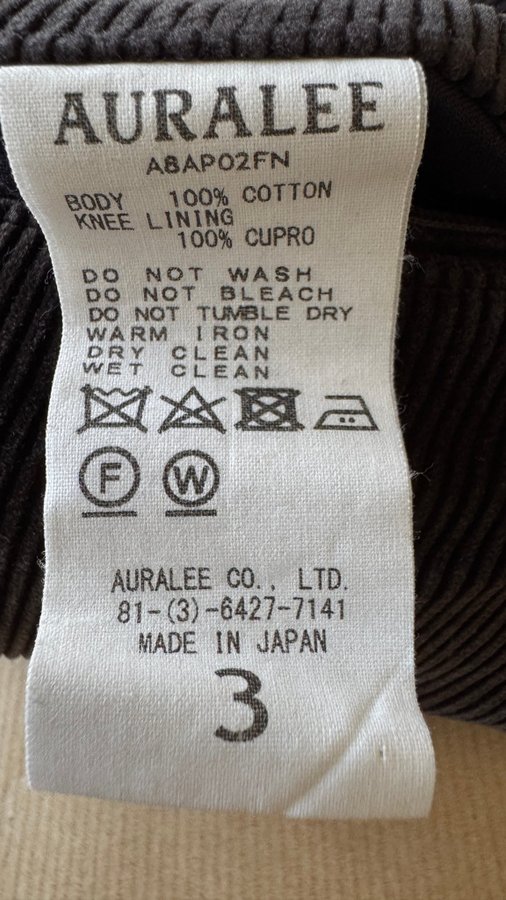 AURALEE
A8AP02FN
BODY 100% COTTON
KNEE LINING
100% CUPRO
DO NOT WASH
DO NOT BLEACH
DO NOT TUMBLE DRY
WARM IRON
DRY CLEAN
WET CLEAN
F W
AURALEE CO., LTD.
81-(3)-6427-7141
MADE IN JAPAN
3